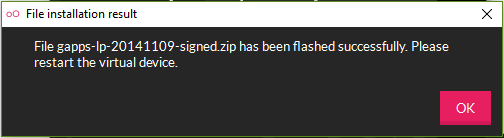 File installation result
File gapps-lp-20141109-signed.zip has been flashed successfully. Please
restart the virtual device.
OK